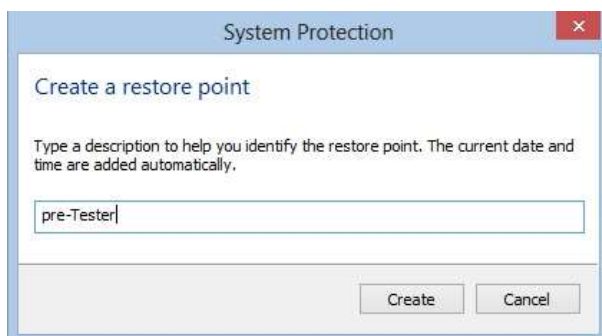 System Protection
Create a restore point
Type a description to help you identify the restore point. The current date and
time are added automatically.
pre-Tester
Create Cancel